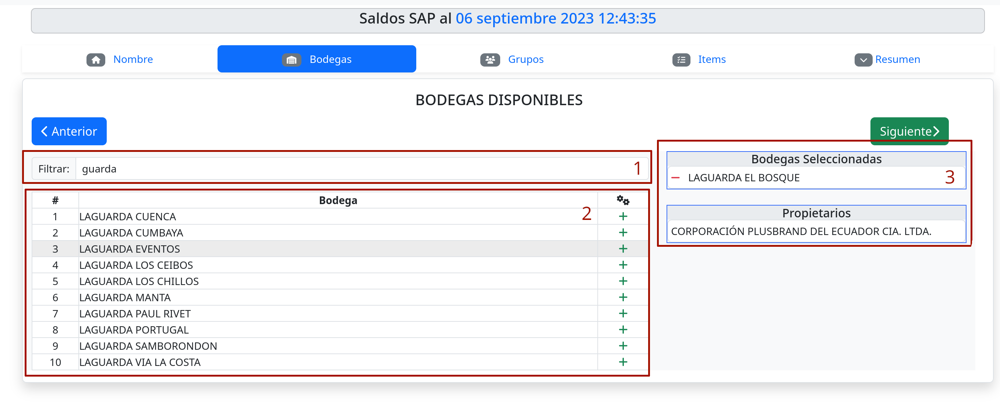 Saldos SAP al 06 septiembre 2023 12:43:35
Nombre Bodegas Grupos Items Resumen
BODEGAS DISPONIBLES
Anterior Siguiente
Filtrar: guarda 1
# Bodega
2
1 LAGUARDA CUENCA
2 LAGUARDA CUMBAYA
3 LAGUARDA EVENTOS
4 LAGUARDA LOS CEIBOS
5 LAGUARDA LOS CHILLOS
6 LAGUARDA MANTA
7 LAGUARDA PAUL RIVET
8 LAGUARDA PORTUGAL
9 LAGUARDA SAMBORONDON
10 LAGUARDA VIA LA COSTA
Bodegas Seleccionadas
LAGUARDA EL BOSQUE 3
Propietarios
CORPORACIÓN PLUSBRAND DEL ECUADOR CIA. LTDA.